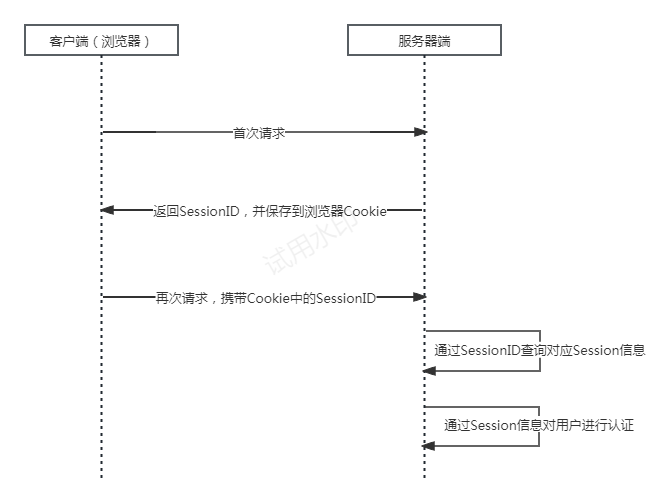 客户端（浏览器）
服务器端
首次请求
返回SessionID，并保存到浏览器Cookie
试用水印
再次请求，携带Cookie中的SessionID
通过SessionID查询对应Session信息
通过Session信息对用户进行认证